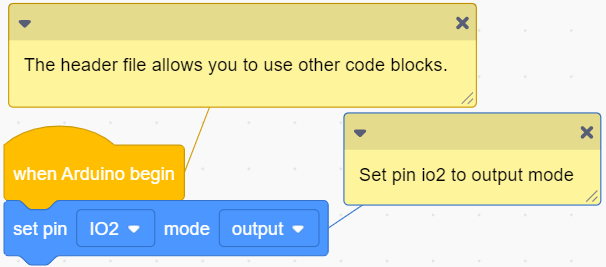 The header file allows you to use other code blocks.
when Arduino begin
Set pin io2 to output mode
set pin IO2 mode output